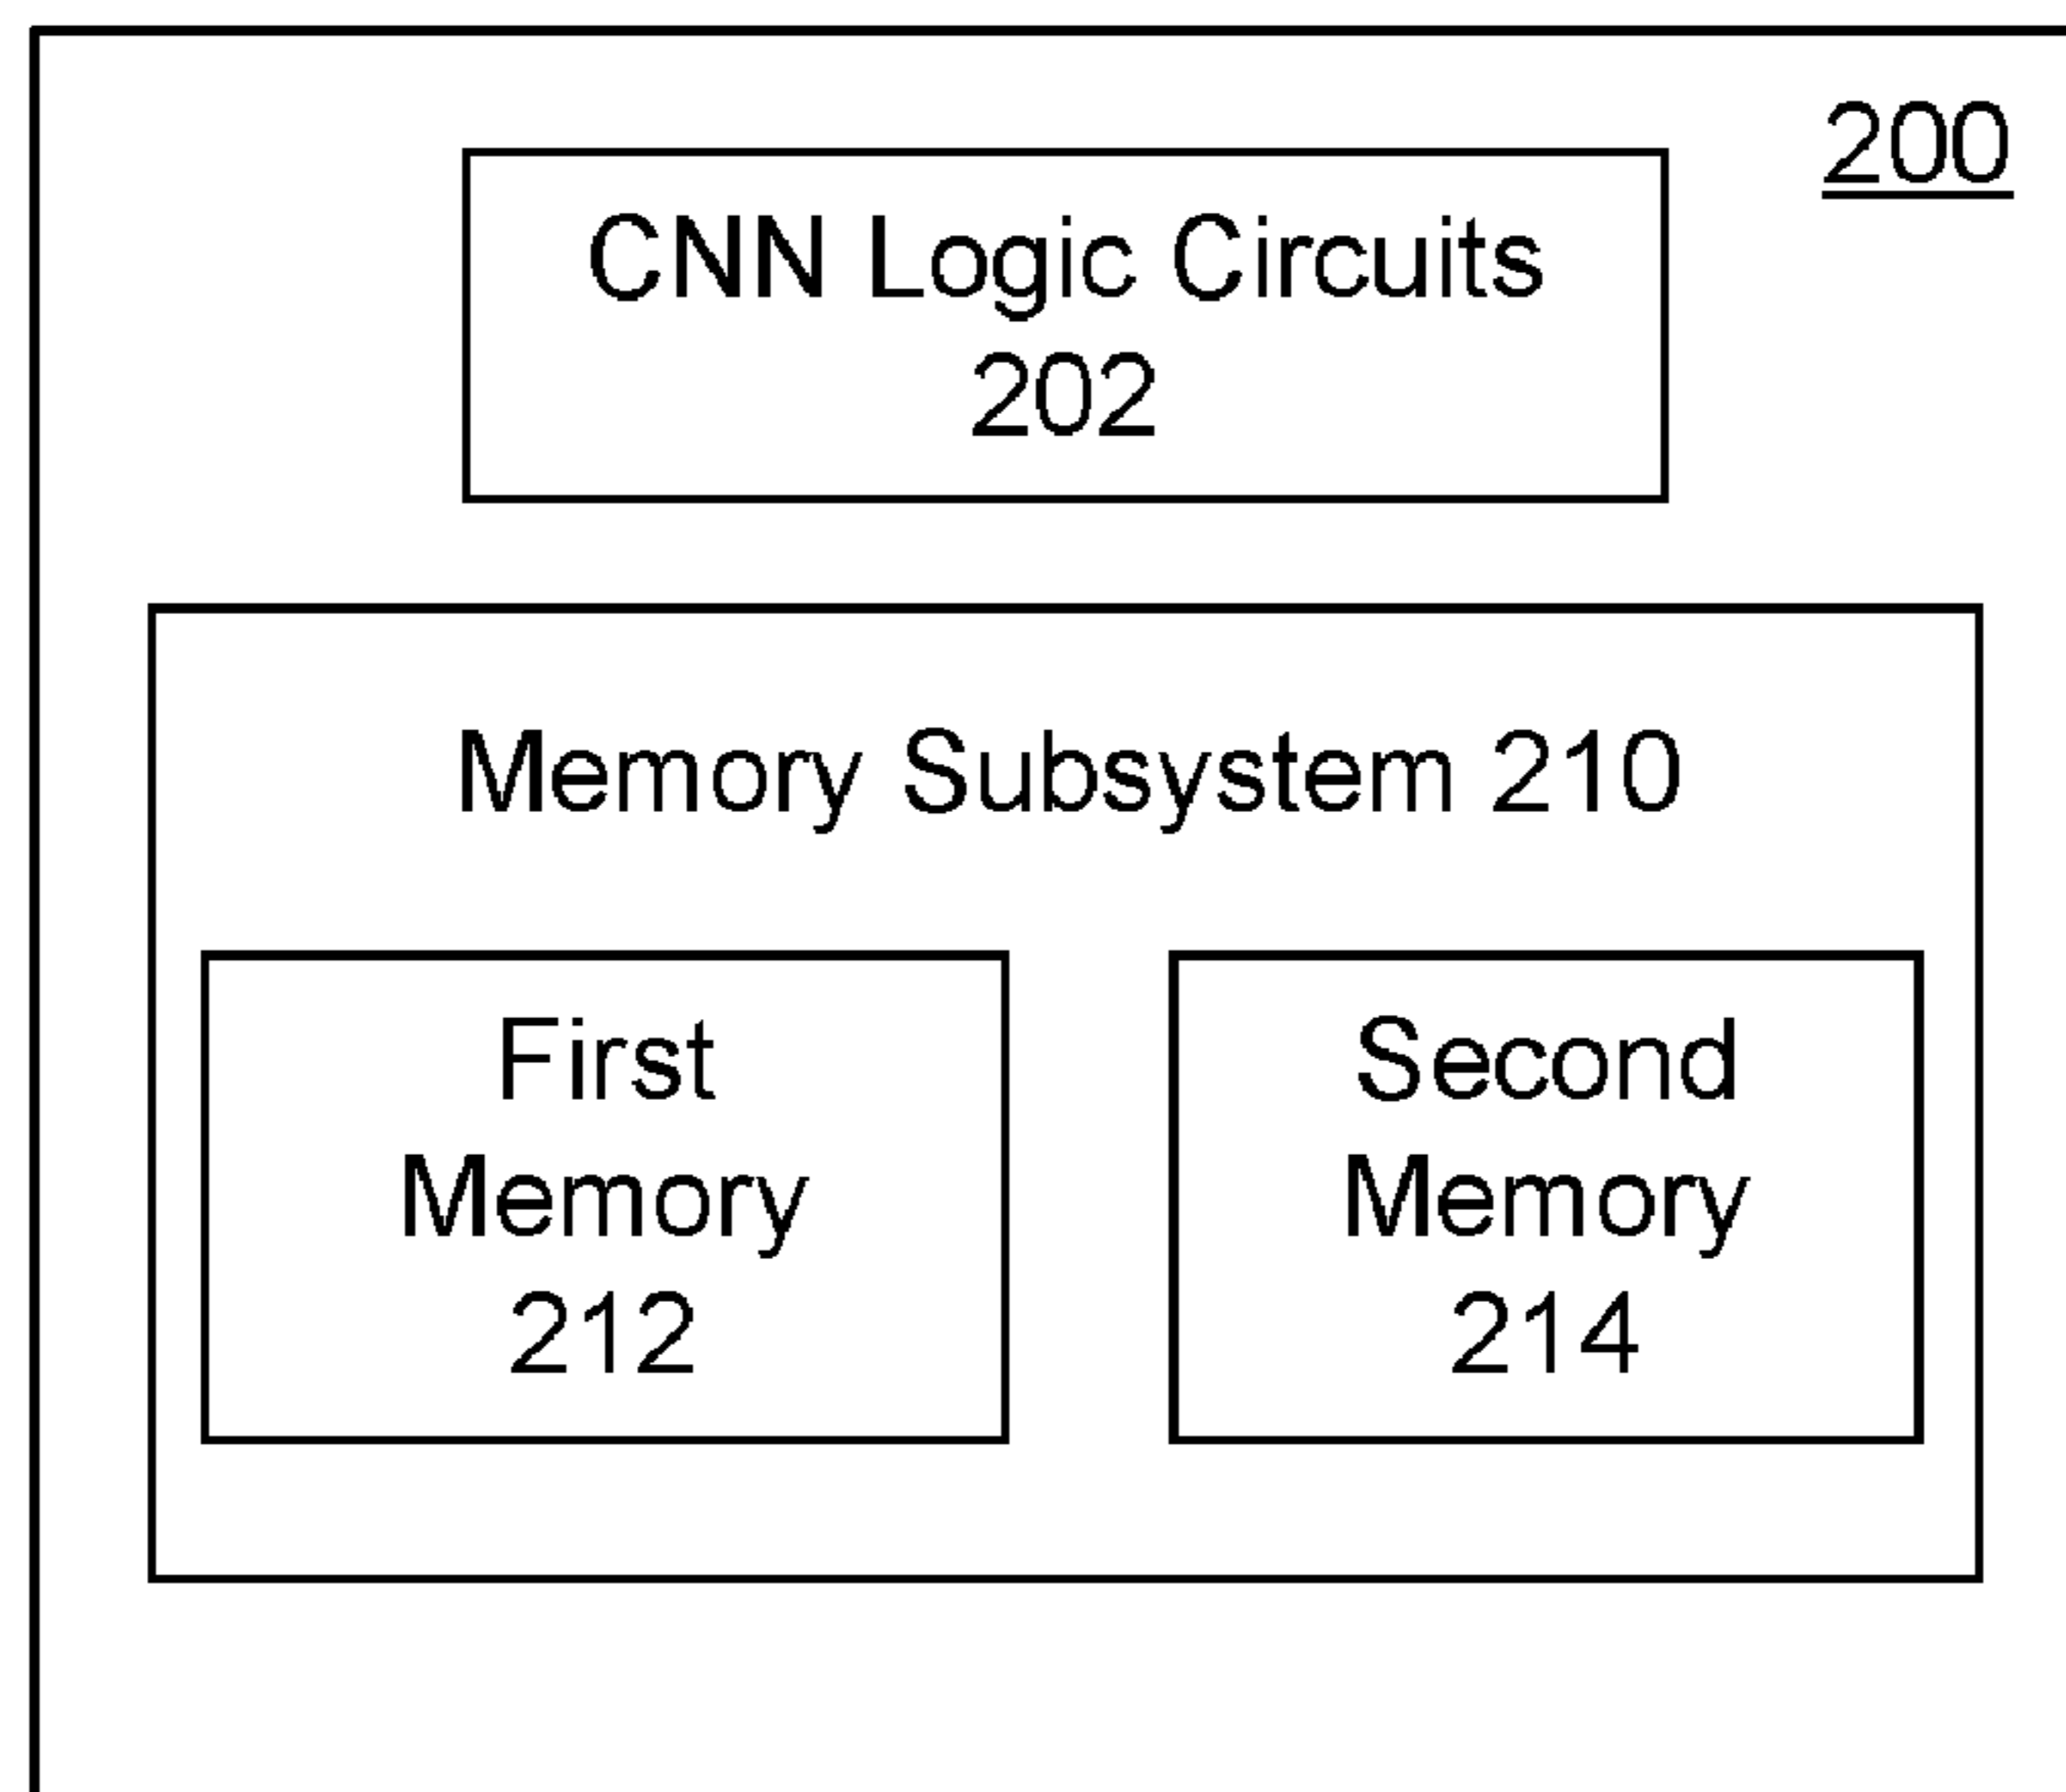 200
CNN Logic Circuits
202
Memory Subsystem 210
First
Memory
212
Second
Memory
214